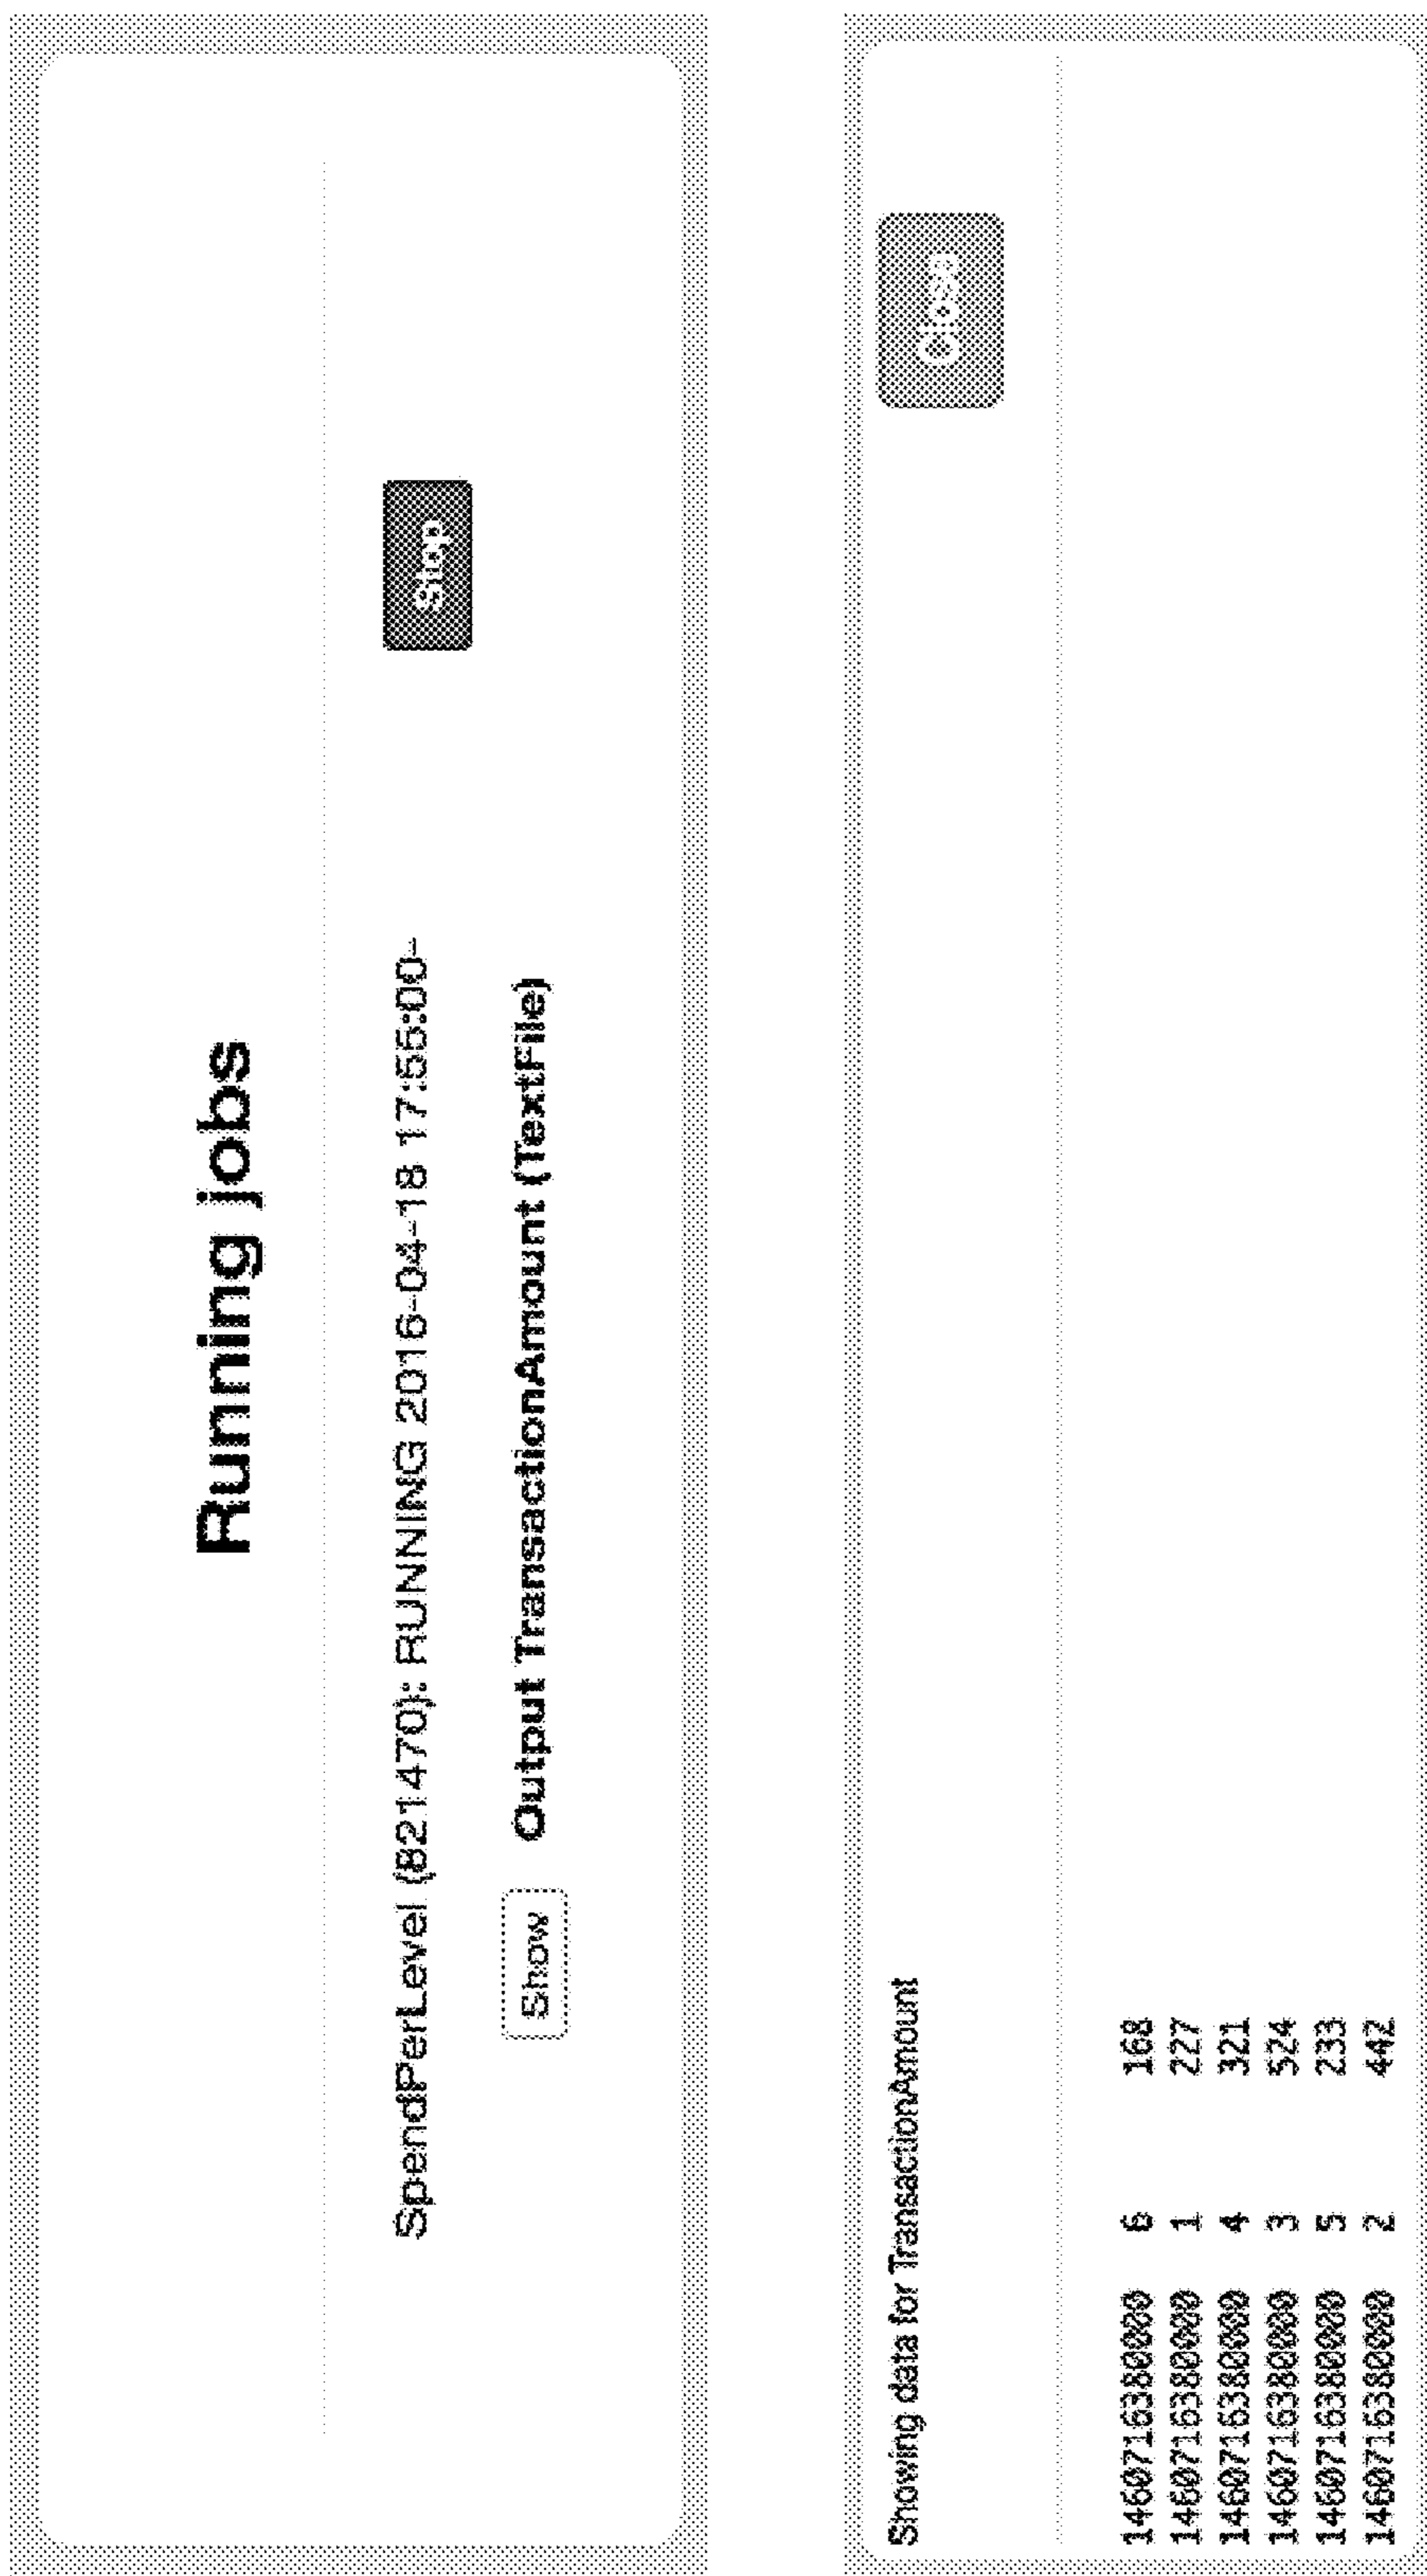 Running jobs
SpendPerLevel (821470): RUNNING 2016-04-18 17:55:00-
Stop
Show
Output TransactionAmount (TextFile)
Showing data for TransactionAmount
Close
1460716380000 6 168
1460716380000 1 227
1460716380000 4 321
1460716380000 3 524
1460716380000 5 233
1460716380000 2 442